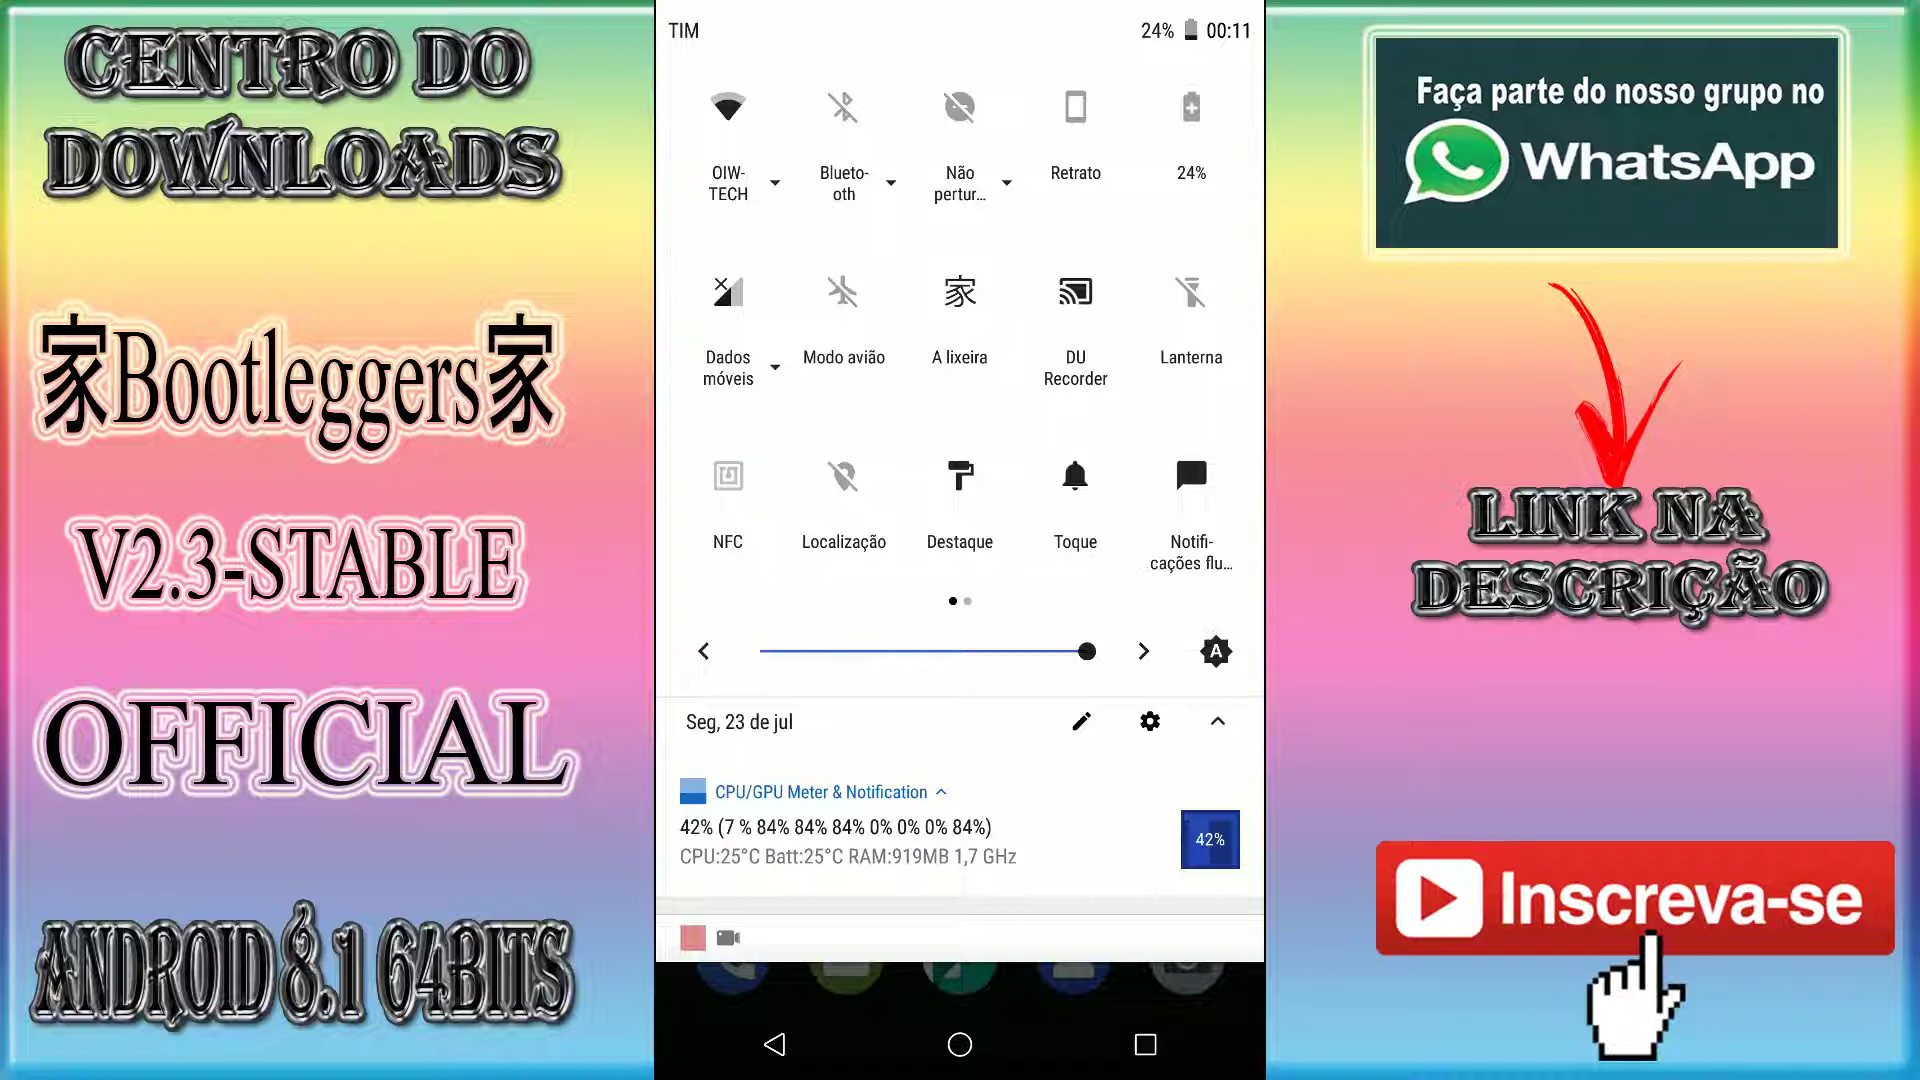 CENTRO DO
DOWNLOADS
家Bootleggers家
V2.3-STABLE
OFFICIAL
ANDROID 8.1 64BITS
TIM
24%
00:11
OIW-
TECH
Blueto-
oth
Não
pertur...
Retrato
24%
Dados
móveis
Modo avião
家
A lixeira
DU
Recorder
Lanterna
NFC
Localização
Destaque
Toque
Notifi-
cações flu...
A
Seg, 23 de jul
CPU/GPU Meter & Notification
42% (7 % 84% 84% 84% 0% 0% 0% 84%)
CPU:25°C Batt:25°C RAM:919MB 1,7 GHz
42%
Faça parte do nosso grupo no
WhatsApp
LINK NA
DESCRIÇÃO
Inscreva-se